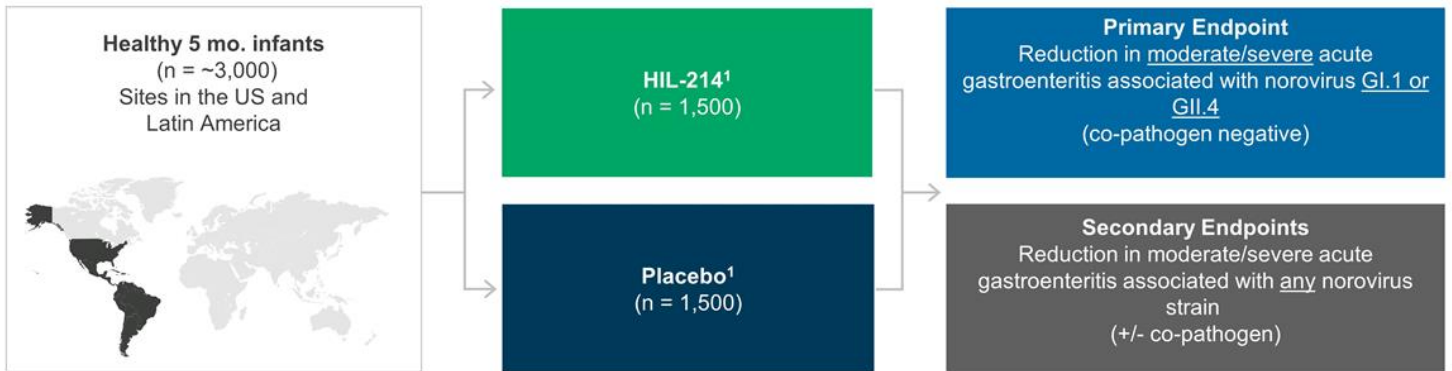 Healthy 5 mo. infants
(n = ~3,000)
Sites in the US and
Latin America
HIL-214¹
(n = 1,500)
Placebo¹
(n = 1,500)
Primary Endpoint
Reduction in moderate/severe acute
gastroenteritis associated with norovirus GI.1 or
GII.4
(co-pathogen negative)
Secondary Endpoints
Reduction in moderate/severe acute
gastroenteritis associated with any norovirus
strain
(+/- co-pathogen)